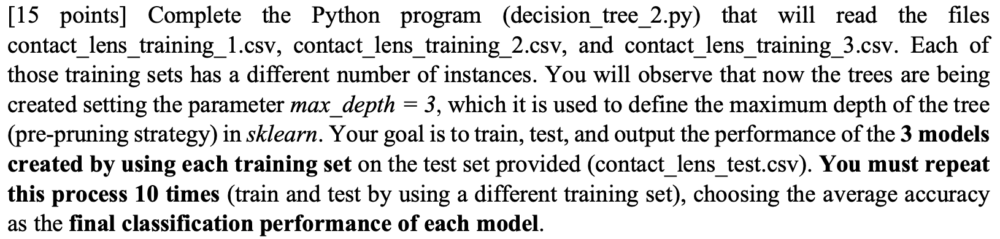 [15 points] Complete the Python program (decision_tree_2.py) that will read the files
contact_lens_training_1.csv, contact_lens_training_2.csv, and contact_lens_training_3.csv. Each of
those training sets has a different number of instances. You will observe that now the trees are being
created setting the parameter max_depth = 3, which it is used to define the maximum depth of the tree
(pre-pruning strategy) in sklearn. Your goal is to train, test, and output the performance of the 3 models
created by using each training set on the test set provided (contact_lens_test.csv). You must repeat
this process 10 times (train and test by using a different training set), choosing the average accuracy
as the final classification performance of each model.